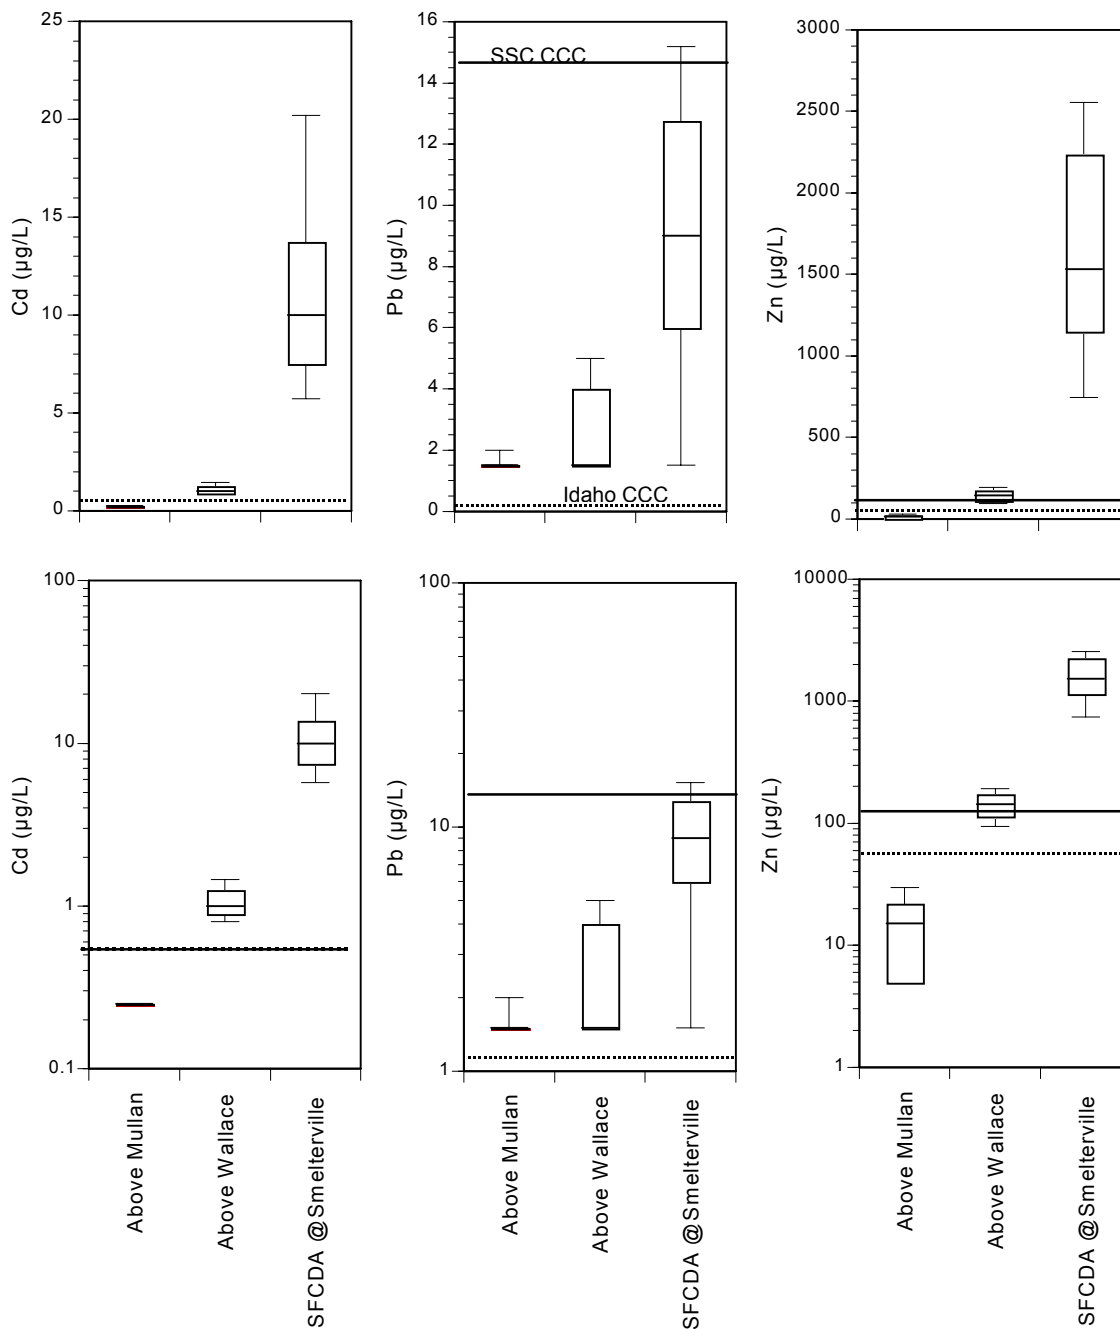 25
20
15
10
5
0
Cd (µg/L)
16
14
12
10
8
6
4
2
0
Pb (µg/L)
SSC CCC
Idaho CCC
3000
2500
2000
1500
1000
500
0
Zn (µg/L)
100
10
1
0.1
Cd (µg/L)
100
10
1
Pb (µg/L)
10000
1000
100
10
1
Zn (µg/L)
Above Mullan
Above Wallace
SFCDA @Smelterville
Above Mullan
Above Wallace
SFCDA @Smelterville
Above Mullan
Above Wallace
SFCDA @Smelterville